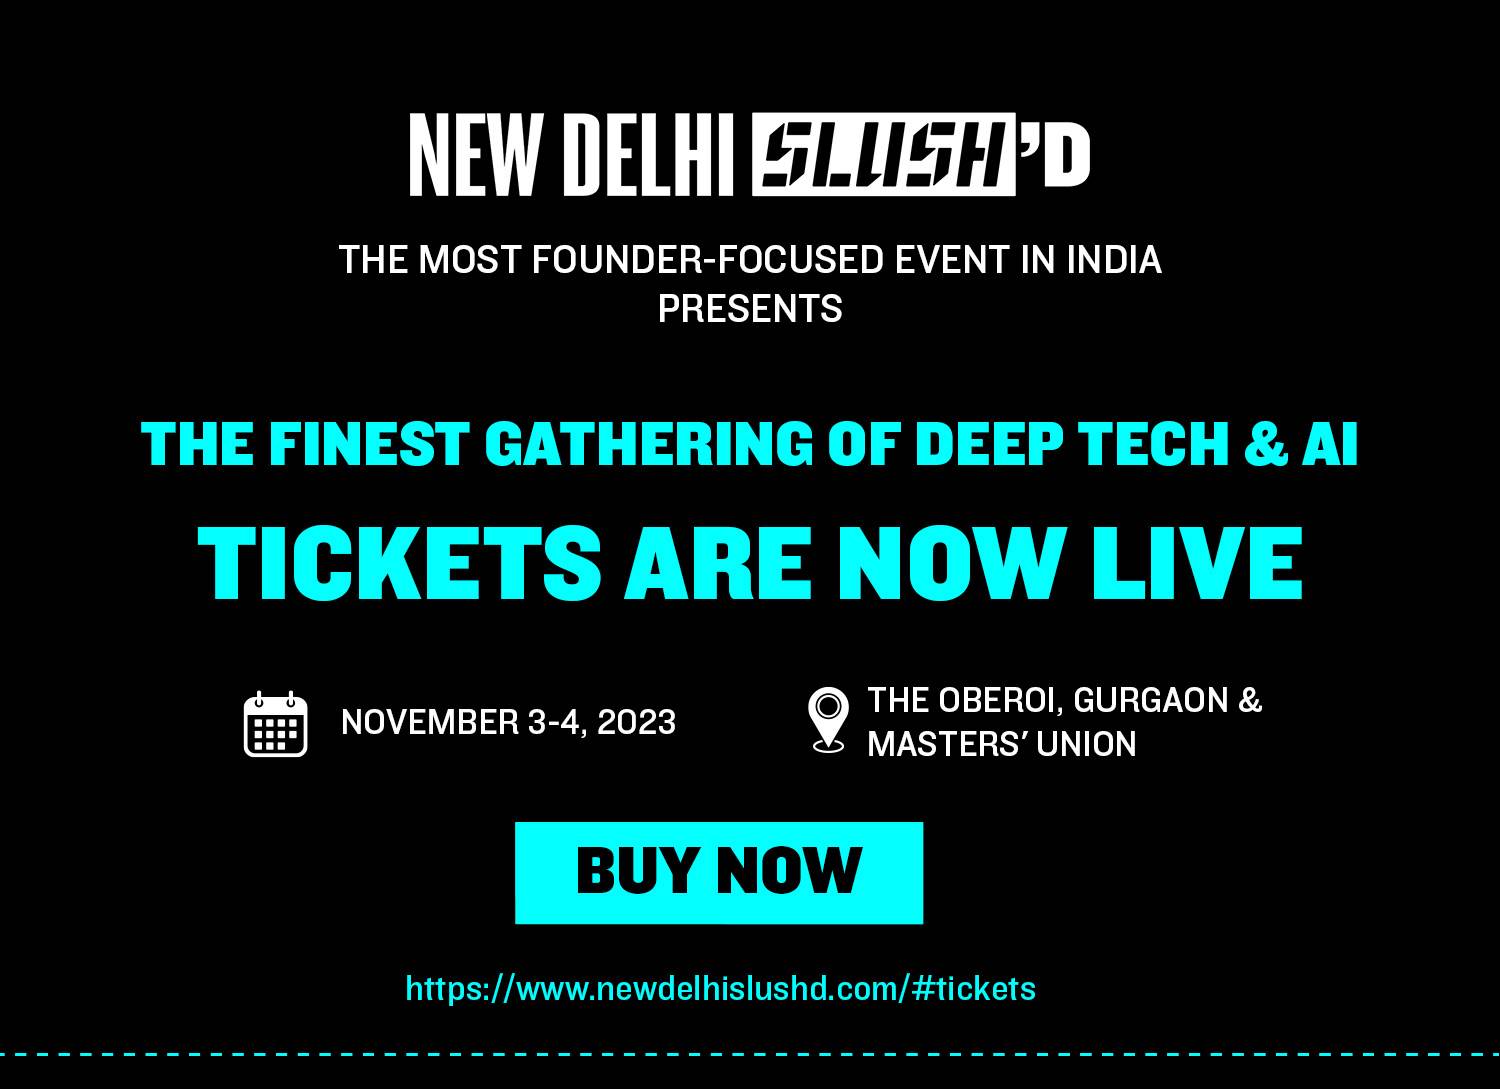 NEW DELHI SLUSH'D
THE MOST FOUNDER-FOCUSED EVENT IN INDIA
PRESENTS
THE FINEST GATHERING OF DEEP TECH & AI
TICKETS ARE NOW LIVE
NOVEMBER 3-4, 2023
THE OBEROI, GURGAON &
MASTERS’ UNION
BUY NOW
https://www.newdelhislushd.com/#tickets